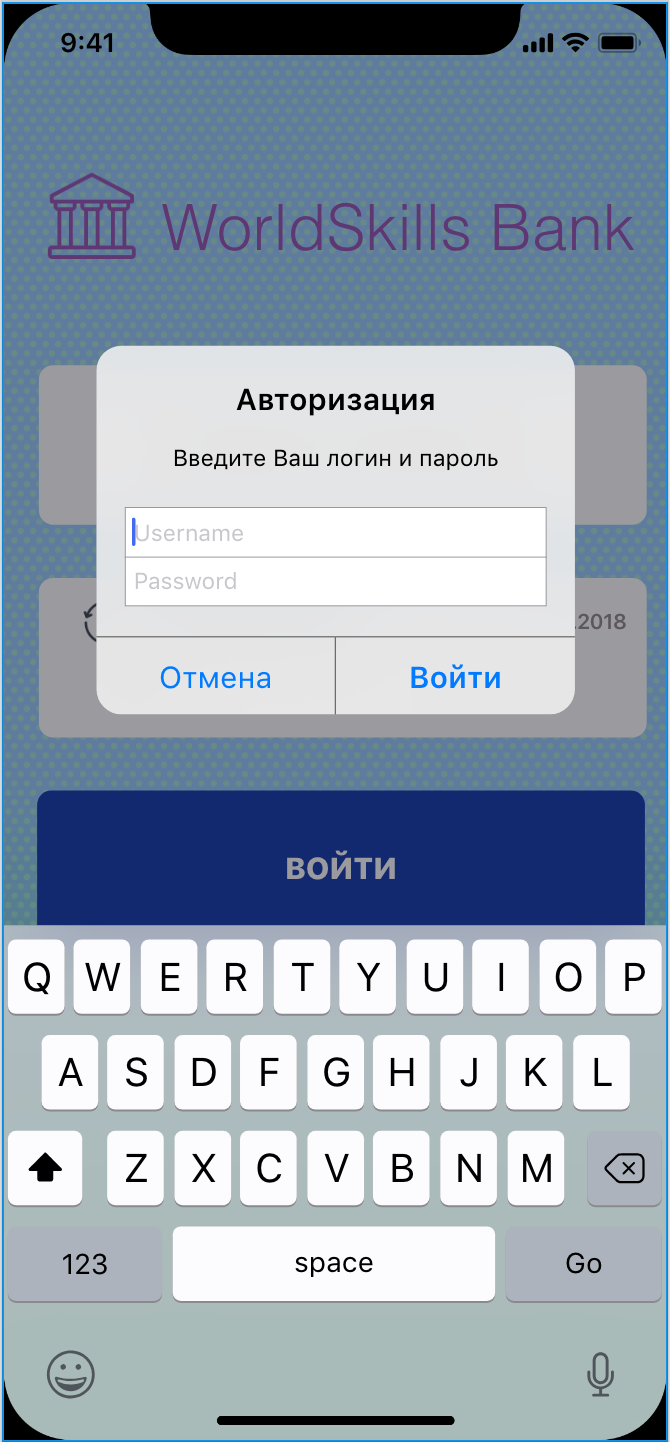 9:41
WorldSkills Bank
Авторизация
Введите Ваш логин и пароль
Username
Password
.2018
Отмена Войти
войти
Q W E R T Y U I O P
A S D F G H J K L
Z X C V B N M
123 space Go